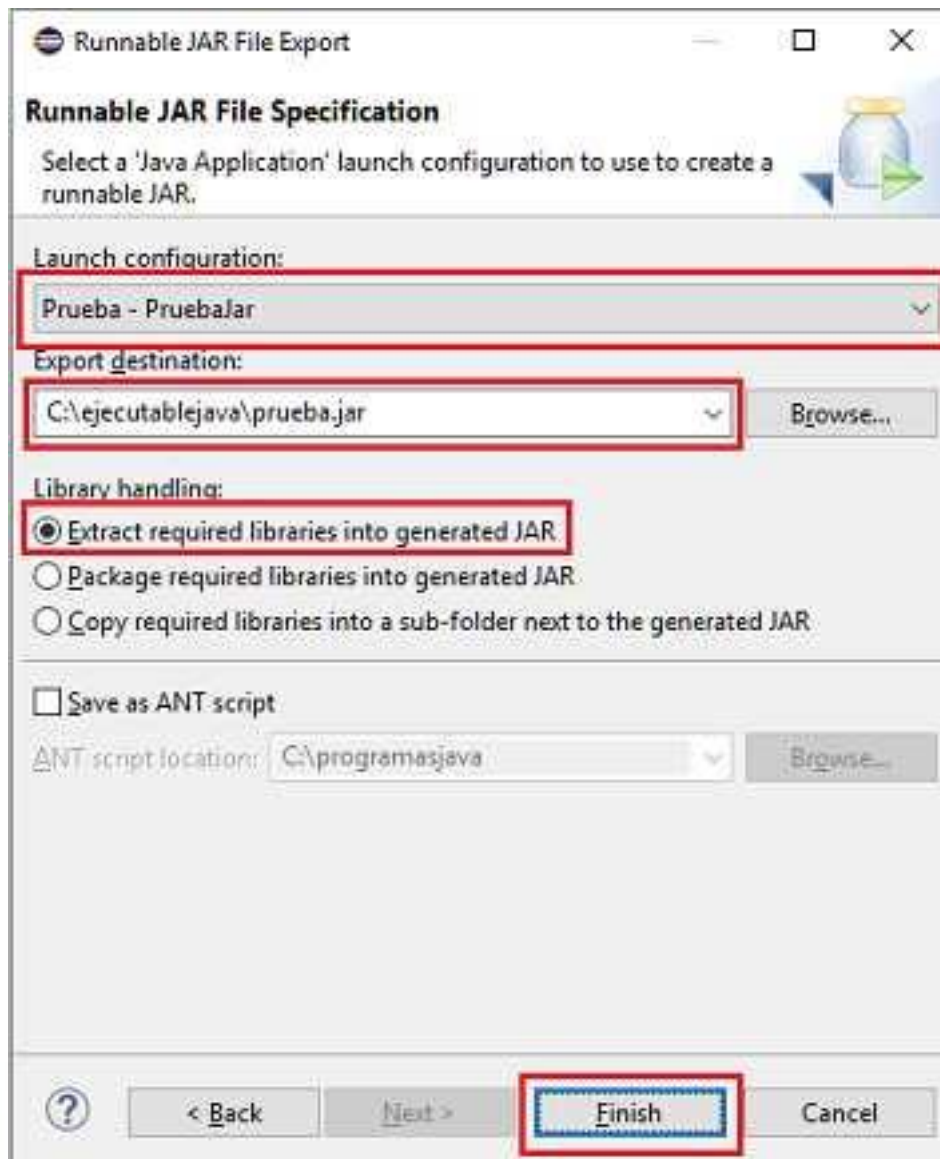 Runnable JAR File Export
Runnable JAR File Specification
Select a 'Java Application' launch configuration to use to create a
runnable JAR.
Launch configuration:
Prueba - PruebaJar
Export destination:
C:\ejecutablejava\prueba.jar
Browse...
Library handling:
Extract required libraries into generated JAR
Package required libraries into generated JAR
Copy required libraries into a sub-folder next to the generated JAR
Save as ANT script
ANT script location:
C:\programasjava
Browse...
?
< Back
Next >
Finish
Cancel